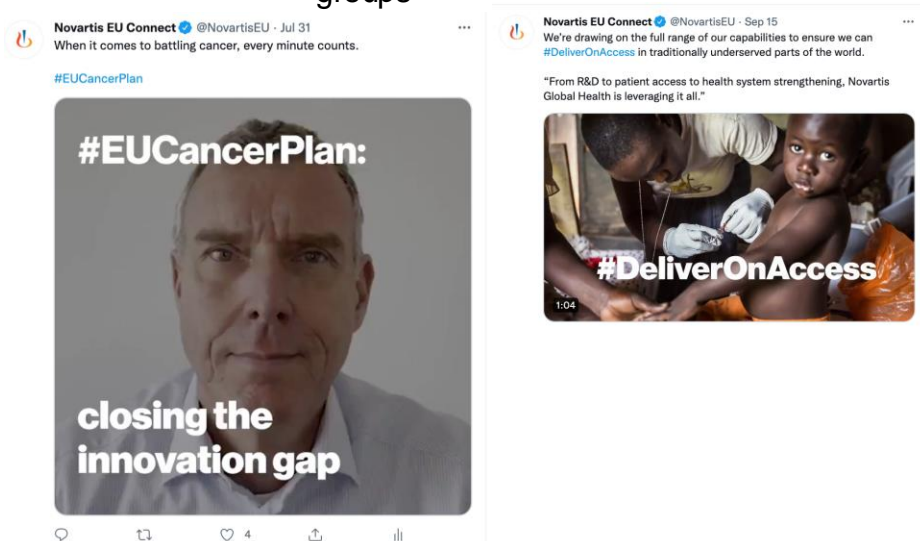 groups
Novartis EU Connect @NovartisEU · Jul 31
When it comes to battling cancer, every minute counts.
#EUCancerPlan
#EUCancerPlan:
closing the
innovation gap
4
Novartis EU Connect @NovartisEU · Sep 15
We're drawing on the full range of our capabilities to ensure we can
#DeliverOnAccess in traditionally underserved parts of the world.
"From R&D to patient access to health system strengthening, Novartis
Global Health is leveraging it all."
#DeliverOnAccess
1:04